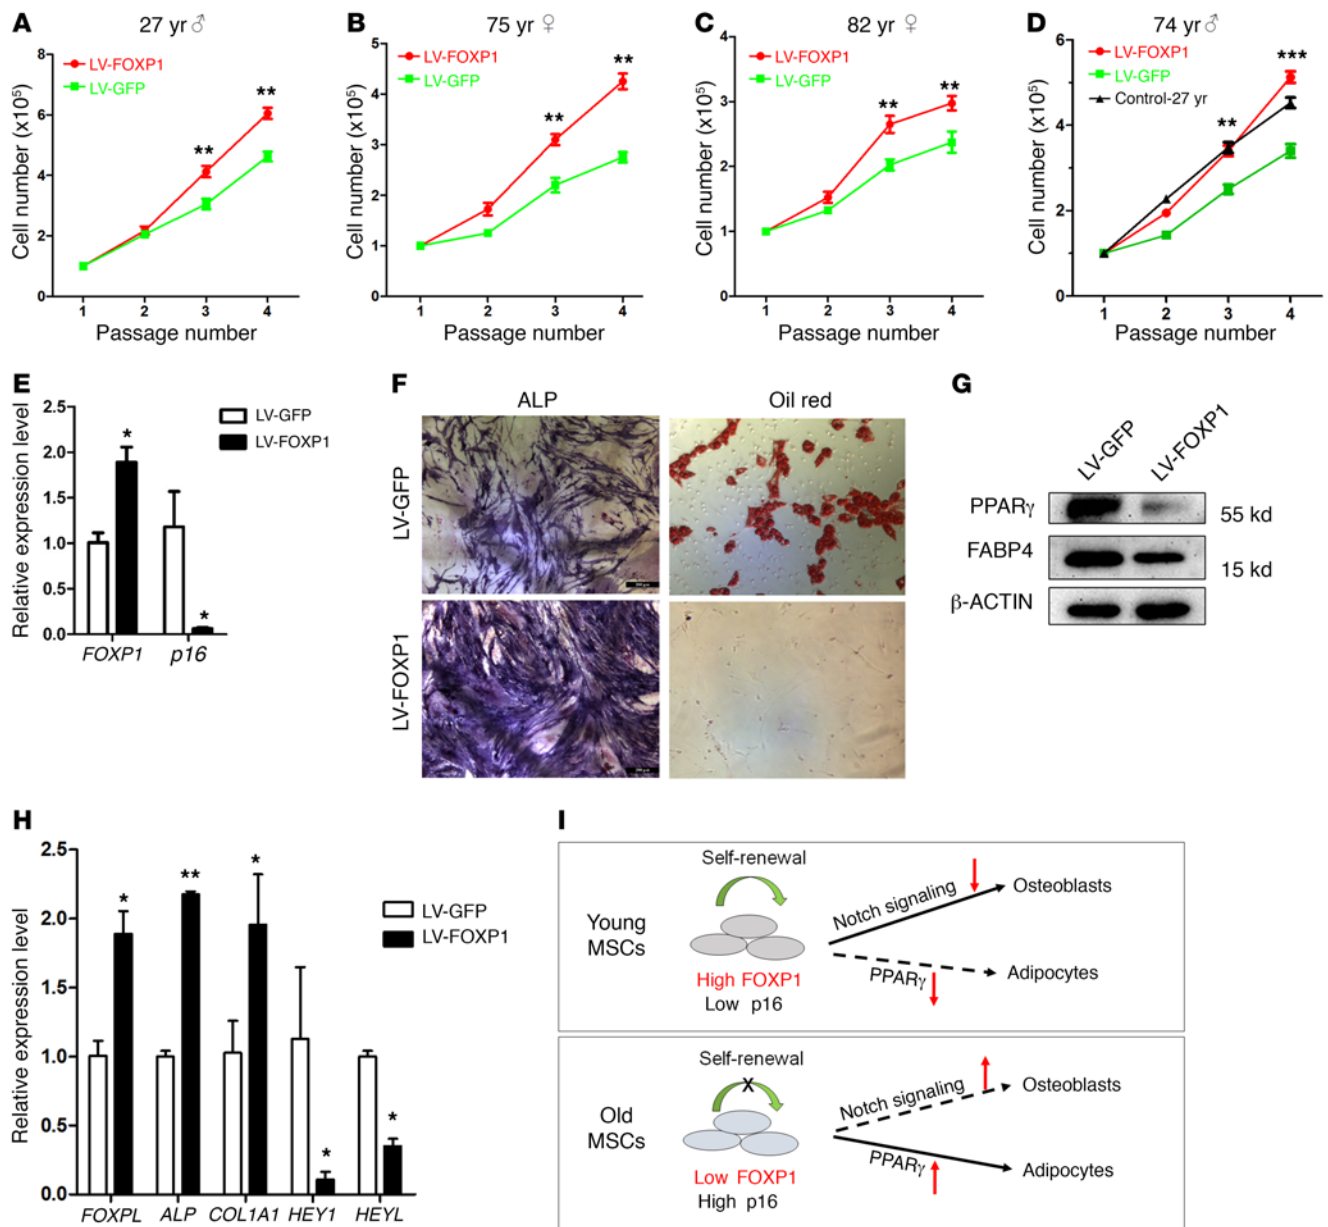 A
27 yr ♂
8
6
4
2
0
Cell number (x10⁵)
LV-FOXP1
LV-GFP
**
**
1 2 3 4
Passage number
B
75 yr ♀
5
4
3
2
1
0
Cell number (x10⁵)
LV-FOXP1
LV-GFP
**
**
1 2 3 4
Passage number
C
82 yr ♀
4
3
2
1
0
Cell number (x10⁵)
LV-FOXP1
LV-GFP
**
**
1 2 3 4
Passage number
D
74 yr ♂
6
4
2
0
Cell number (x10⁵)
LV-FOXP1
LV-GFP
Control-27 yr
***
**
1 2 3 4
Passage number
E
2.5
2.0
1.5
1.0
0.5
0.0
Relative expression level
LV-GFP
LV-FOXP1
*
*
FOXP1 p16
F
ALP Oil red
LV-GFP
LV-FOXP1
G
LV-GFP LV-FOXP1
PPARγ
55 kd
FABP4
15 kd
β-ACTIN
H
2.5
2.0
1.5
1.0
0.5
0.0
Relative expression level
LV-GFP
LV-FOXP1
* ** * * *
FOXPL ALP COL1A1 HEY1 HEYL
I
Self-renewal
Young
MSCs
High FOXP1
Low p16
Notch signaling
Osteoblasts
PPARγ
Adipocytes
Self-renewal
X
Old
MSCs
Low FOXP1
High p16
Notch signaling
Osteoblasts
PPARγ
Adipocytes